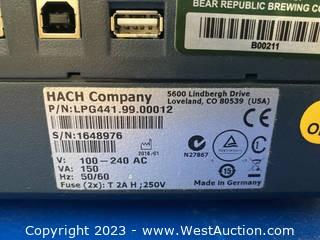 BEAR REPUBLIC BREWING CO
B00211
HACH Company
5600 Lindbergh Drive
Loveland, CO 80539 (USA)
P/N:LPG441.99.00012
S/N:1648976
2016/01
N27867
V: 100-240 AC
VA: 150
Hz: 50/60
Fuse (2x): T 2A H ;250V
15
Made in Germany
Copyright 2023 - WestAuction.com